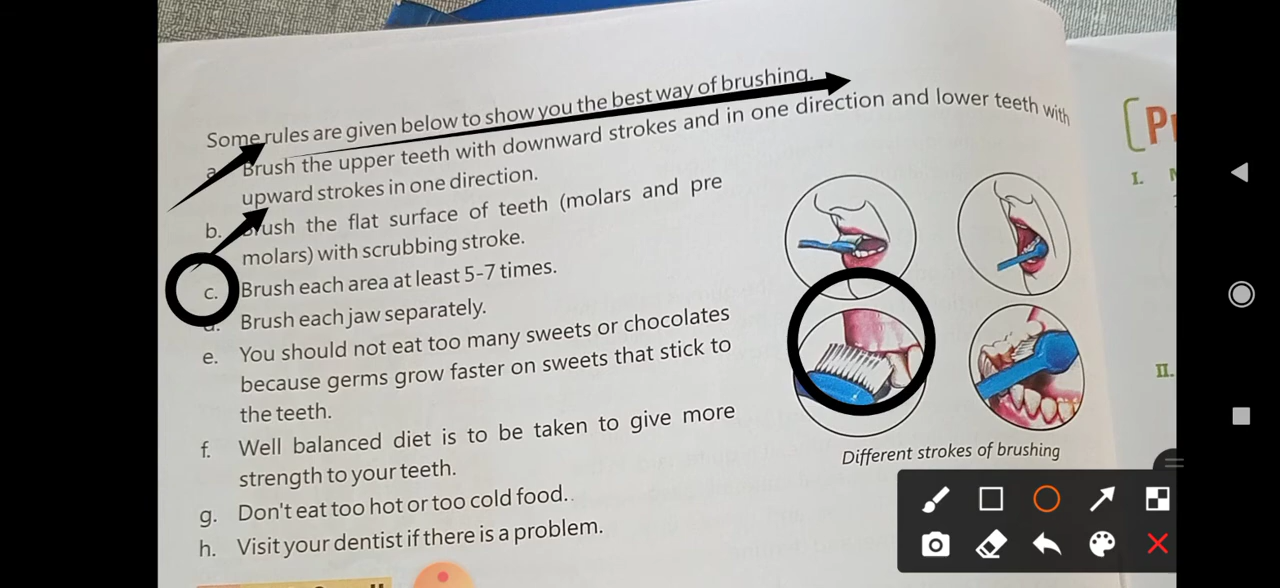 Some rules are given below to show you the best way of brushing.
a. Brush the upper teeth with downward strokes and in one direction and lower teeth with
upward strokes in one direction.
b. Brush the flat surface of teeth (molars and pre
molars) with scrubbing stroke.
c. Brush each area at least 5-7 times.
d. Brush each jaw separately.
e. You should not eat too many sweets or chocolates
because germs grow faster on sweets that stick to
the teeth.
f. Well balanced diet is to be taken to give more
strength to your teeth.
g. Don't eat too hot or too cold food.
h. Visit your dentist if there is a problem.
Different strokes of brushing
I.
II.